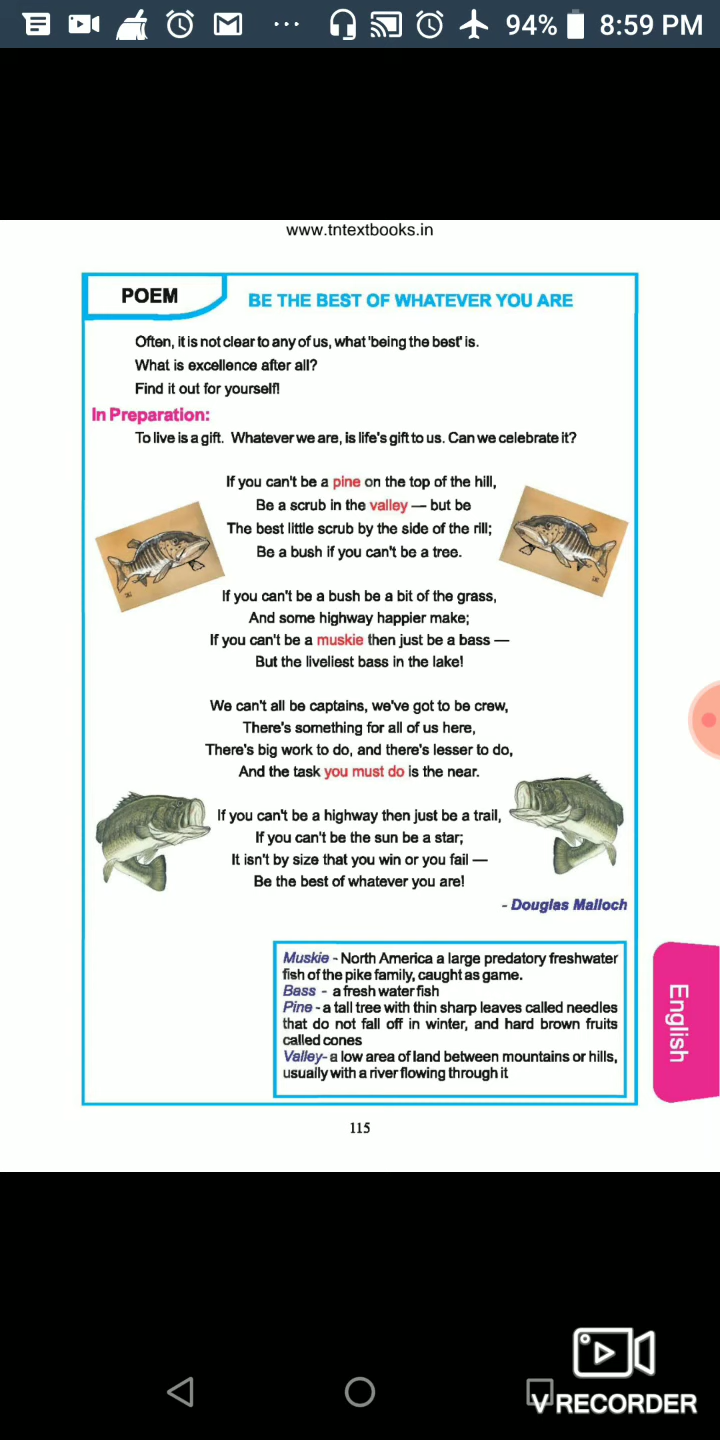 94% 8:59 PM
www.tntextbooks.in
POEM
BE THE BEST OF WHATEVER YOU ARE
Often, it is not clear to any of us, what 'being the best' is.
What is excellence after all?
Find it out for yourself!
In Preparation:
To live is a gift. Whatever we are, is life's gift to us. Can we celebrate it?
If you can't be a pine on the top of the hill,
Be a scrub in the valley — but be
The best little scrub by the side of the rill;
Be a bush if you can't be a tree.
If you can't be a bush be a bit of the grass,
And some highway happier make;
If you can't be a muskie then just be a bass —
But the liveliest bass in the lake!
We can't all be captains, we've got to be crew,
There's something for all of us here,
There's big work to do, and there's lesser to do,
And the task you must do is the near.
If you can't be a highway then just be a trail,
If you can't be the sun be a star;
It isn't by size that you win or you fail —
Be the best of whatever you are!
- Douglas Malloch
Muskie - North America a large predatory freshwater
fish of the pike family, caught as game.
Bass - a fresh water fish
Pine - a tall tree with thin sharp leaves called needles
that do not fall off in winter, and hard brown fruits
called cones
Valley- a low area of land between mountains or hills,
usually with a river flowing through it
English
115
V RECORDER